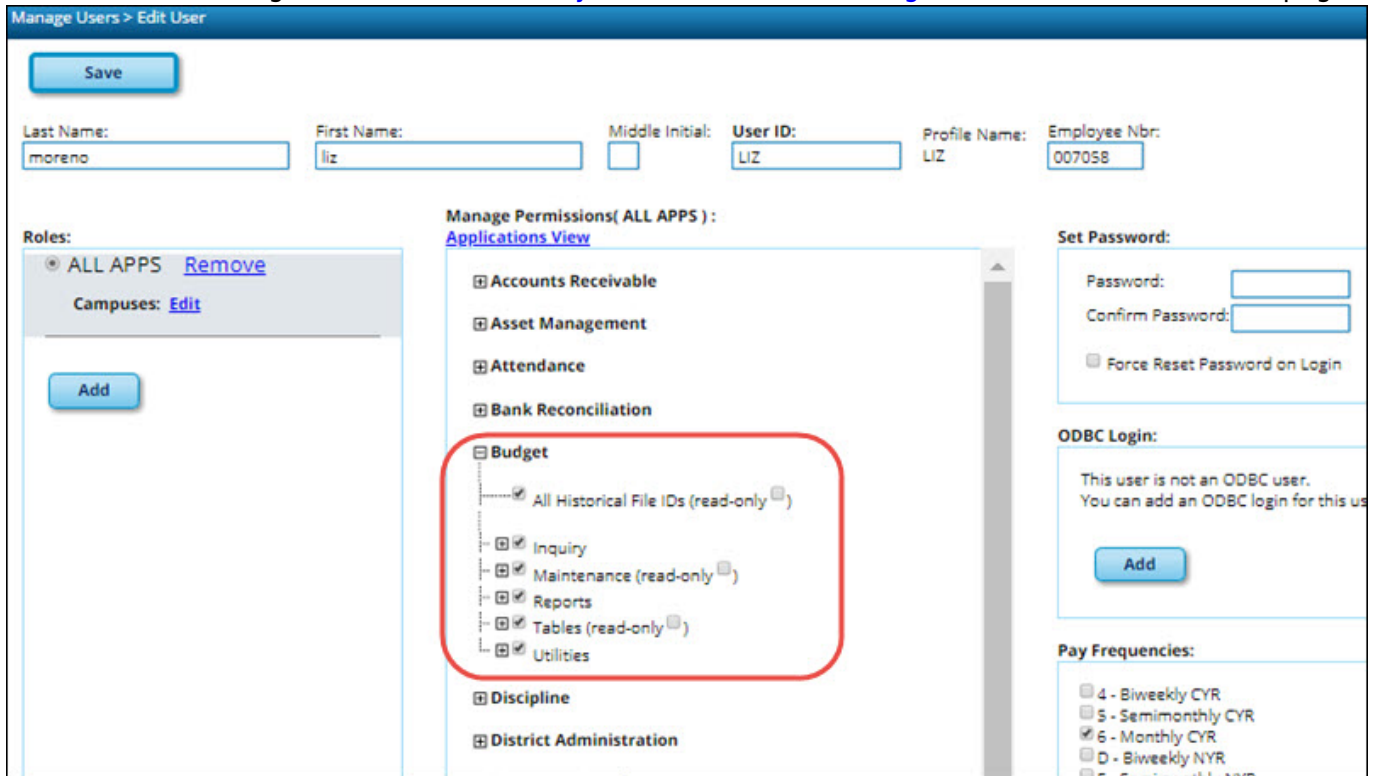 Manage Users > Edit User
Save
Last Name: First Name: Middle Initial: User ID: Profile Name: Employee Nbr:
moreno liz LIZ LIZ 007058
Manage Permissions( ALL APPS ) :
Roles: Applications View Set Password:
ALL APPS Remove
Campuses: Edit
Add
Accounts Receivable
Asset Management
Attendance
Bank Reconciliation
Budget
All Historical File IDs (read-only )
Inquiry
Maintenance (read-only )
Reports
Tables (read-only )
Utilities
Discipline
District Administration
Password:
Confirm Password:
Force Reset Password on Login
ODBC Login:
This user is not an ODBC user.
You can add an ODBC login for this us
Add
Pay Frequencies:
4 - Biweekly CYR
5 - Semimonthly CYR
6 - Monthly CYR
D - Biweekly NYR